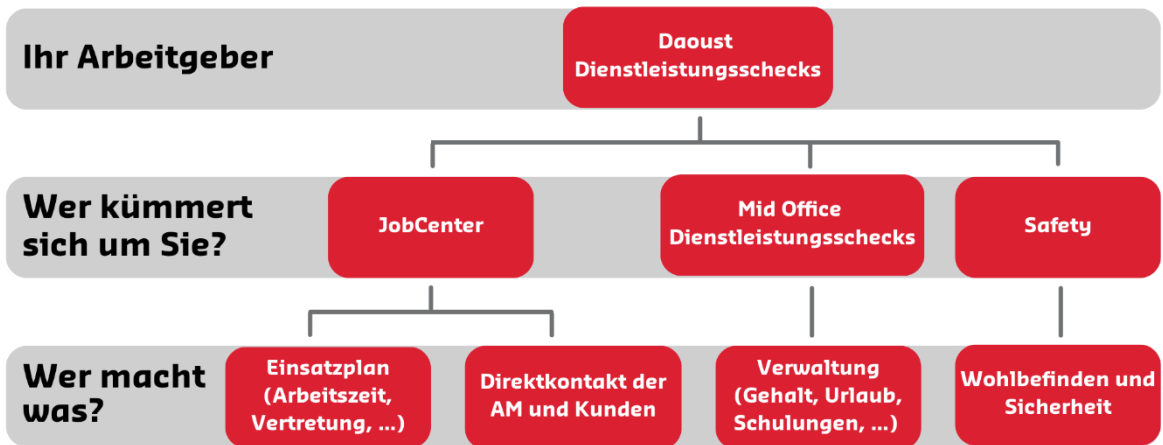 Ihr Arbeitgeber
Daoust
Dienstleistungsschecks
Wer kümmert
sich um Sie?
JobCenter
Mid Office
Dienstleistungsschecks
Safety
Wer macht
was?
Einsatzplan
(Arbeitszeit,
Vertretung, ...)
Direktkontakt der
AM und Kunden
Verwaltung
(Gehalt, Urlaub,
Schulungen, ...)
Wohlbefinden und
Sicherheit